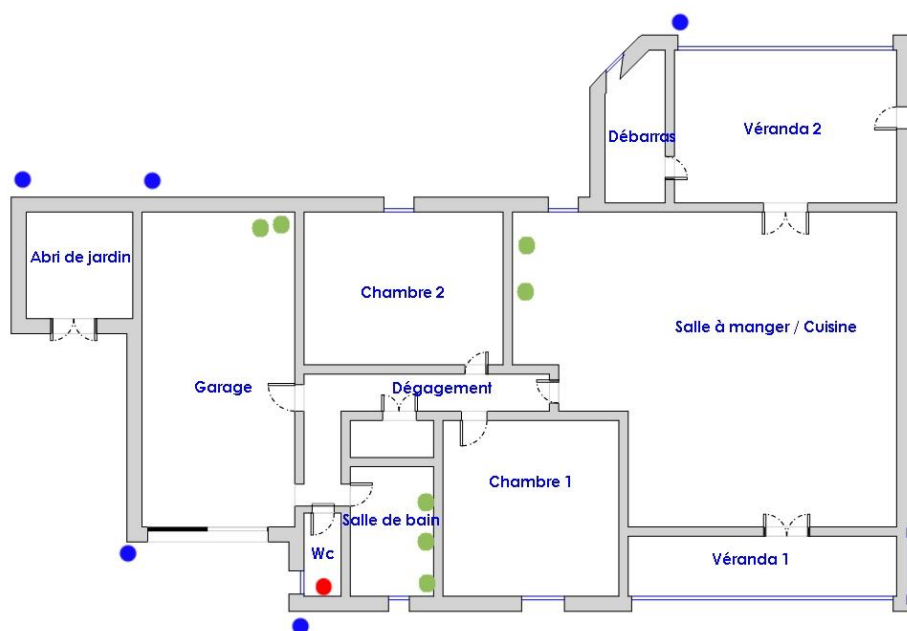 Débarras
Véranda 2
Abri de jardin
Chambre 2
Salle à manger / Cuisine
Garage
Dégagement
Chambre 1
Salle de bain
Wc
Véranda 1